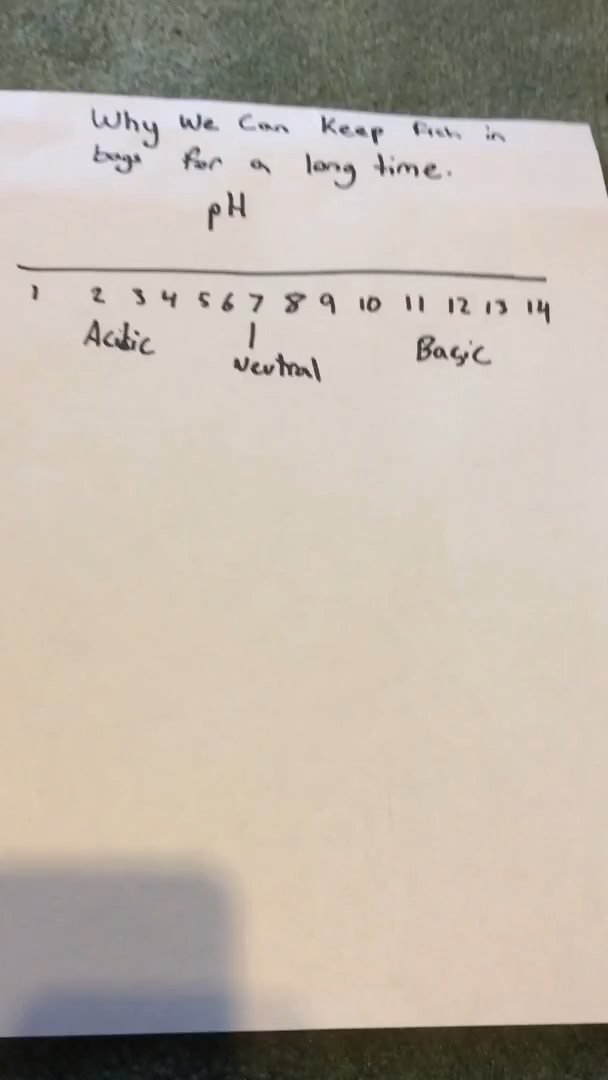 Why We Can Keep Fish in
bags for a long time.
pH
1 2 3 4 5 6 7 8 9 10 11 12 13 14
Acidic Basic
Neutral